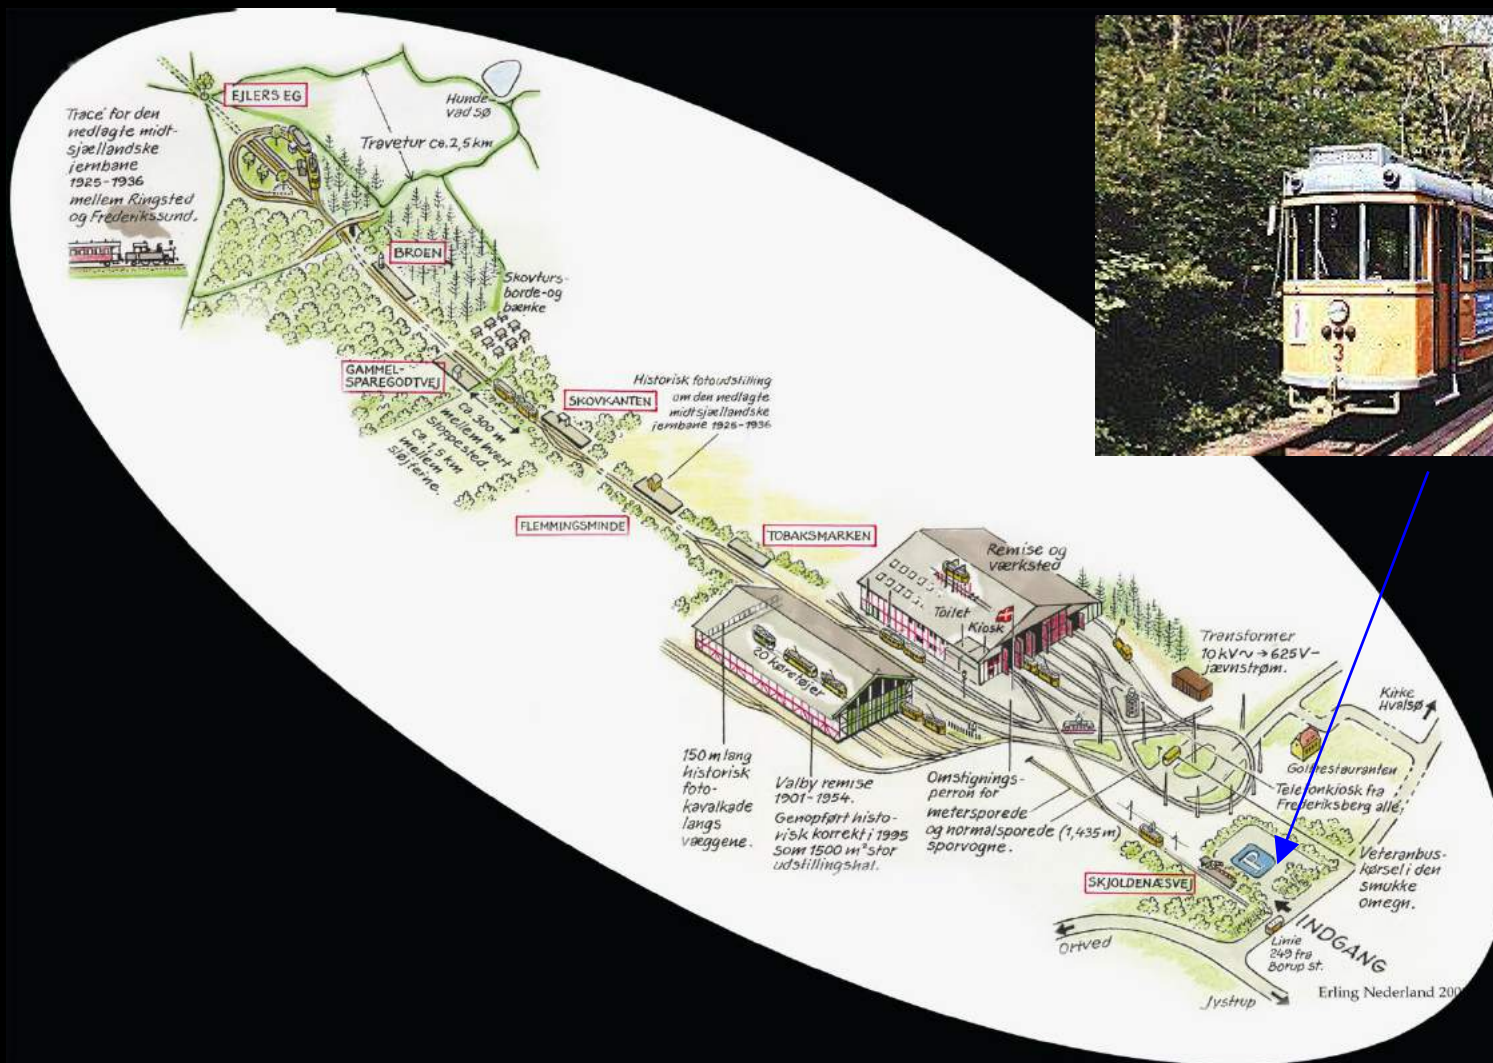 EJLERS EG
Tracé for den
nedlagte midt-
sjællandske
jernbane
1925-1936
mellem Ringsted
og Frederikssund.
Hunde-
vad sø
Travetur ca. 2,5 km
BROEN
Skovturs-
borde-og
bænke
GAMMEL-
SPAREGODTVEJ
ca. 300 m
mellem hvert
stoppested.
ca. 1,5 km
mellem
sløjferne.
SKOVKANTEN
Historisk fotoudstilling
om den nedlagte
midtsjællandske
jernbane 1925-1936
FLEMMINGSMINDE
TOBAKSMARKEN
Remise og
værksted
Toilet
Kiosk
20 køretøjer
Transformer
10 kV~ → 625 V-
jævnstrøm.
Kirke
Hvalsø
Golfrestauranten
Telefonkiosk fra
Frederiksberg allé,
150 m lang
historisk
foto-
kavalkade
langs
væggene.
Valby remise
1901-1954.
Genopført histo-
risk korrekt i 1995
som 1500 m² stor
udstillingshal.
Omstignings-
perron for
metersporede
og normalsporede (1,435 m)
sporvogne.
SKJOLDENÆSVEJ
P
Veteranbus-
kørsel i den
smukke
omegn.
INDGANG
Linie
249 fra
Borup st.
Ortved
Jystrup
Erling Nederland
1
3